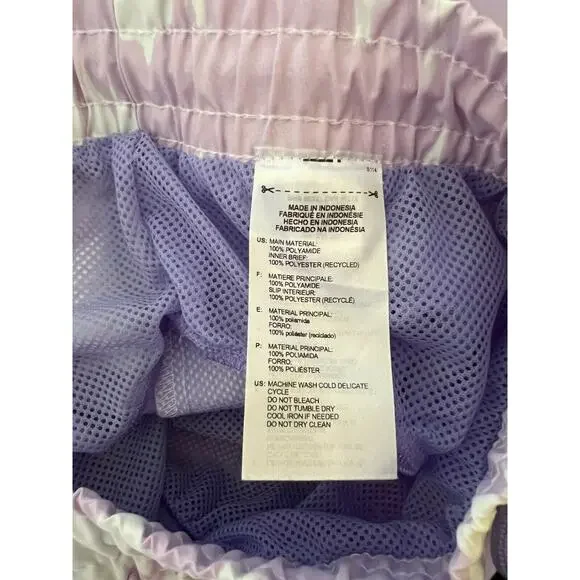 MADE IN INDONESIA
FABRIQUÉ EN INDONÉSIE
HECHO EN INDONESIA
FABRICADO NA INDONÉSIA
US: MAIN MATERIAL:
100% POLYAMIDE
INNER BRIEF:
100% POLYESTER (RECYCLED)
F: MATIERE PRINCIPALE:
100% POLYAMIDE
SLIP INTERIEUR:
100% POLYESTER (RECYCLÉ)
E: MATERIAL PRINCIPAL:
100% poliamida
FORRO:
100% poliéster (reciclado)
P: MATERIAL PRINCIPAL:
100% POLIAMIDA
FORRO:
100% POLIÉSTER
US: MACHINE WASH COLD DELICATE
CYCLE
DO NOT BLEACH
DO NOT TUMBLE DRY
COOL IRON IF NEEDED
DO NOT DRY CLEAN